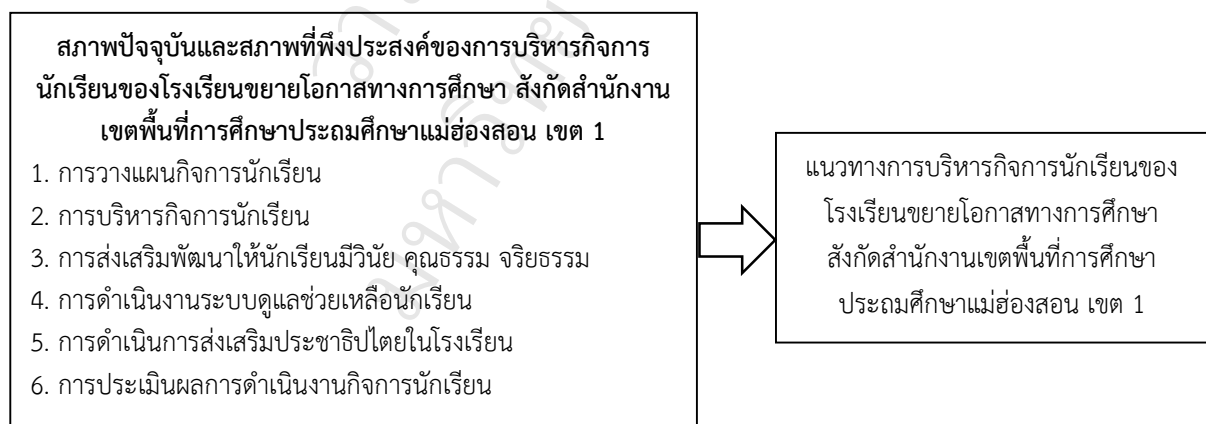 สภาพปัจจุบันและสภาพที่พึงประสงค์ของการบริหารกิจการ
นักเรียนของโรงเรียนขยายโอกาสทางการศึกษา สังกัดสำนักงาน
เขตพื้นที่การศึกษาประถมศึกษาแม่ฮ่องสอน เขต 1
1. การวางแผนกิจการนักเรียน
2. การบริหารกิจการนักเรียน
3. การส่งเสริมพัฒนาให้นักเรียนมีวินัย คุณธรรม จริยธรรม
4. การดำเนินงานระบบดูแลช่วยเหลือนักเรียน
5. การดำเนินการส่งเสริมประชาธิปไตยในโรงเรียน
6. การประเมินผลการดำเนินงานกิจการนักเรียน
แนวทางการบริหารกิจการนักเรียนของ
โรงเรียนขยายโอกาสทางการศึกษา
สังกัดสำนักงานเขตพื้นที่การศึกษา
ประถมศึกษาแม่ฮ่องสอน เขต 1